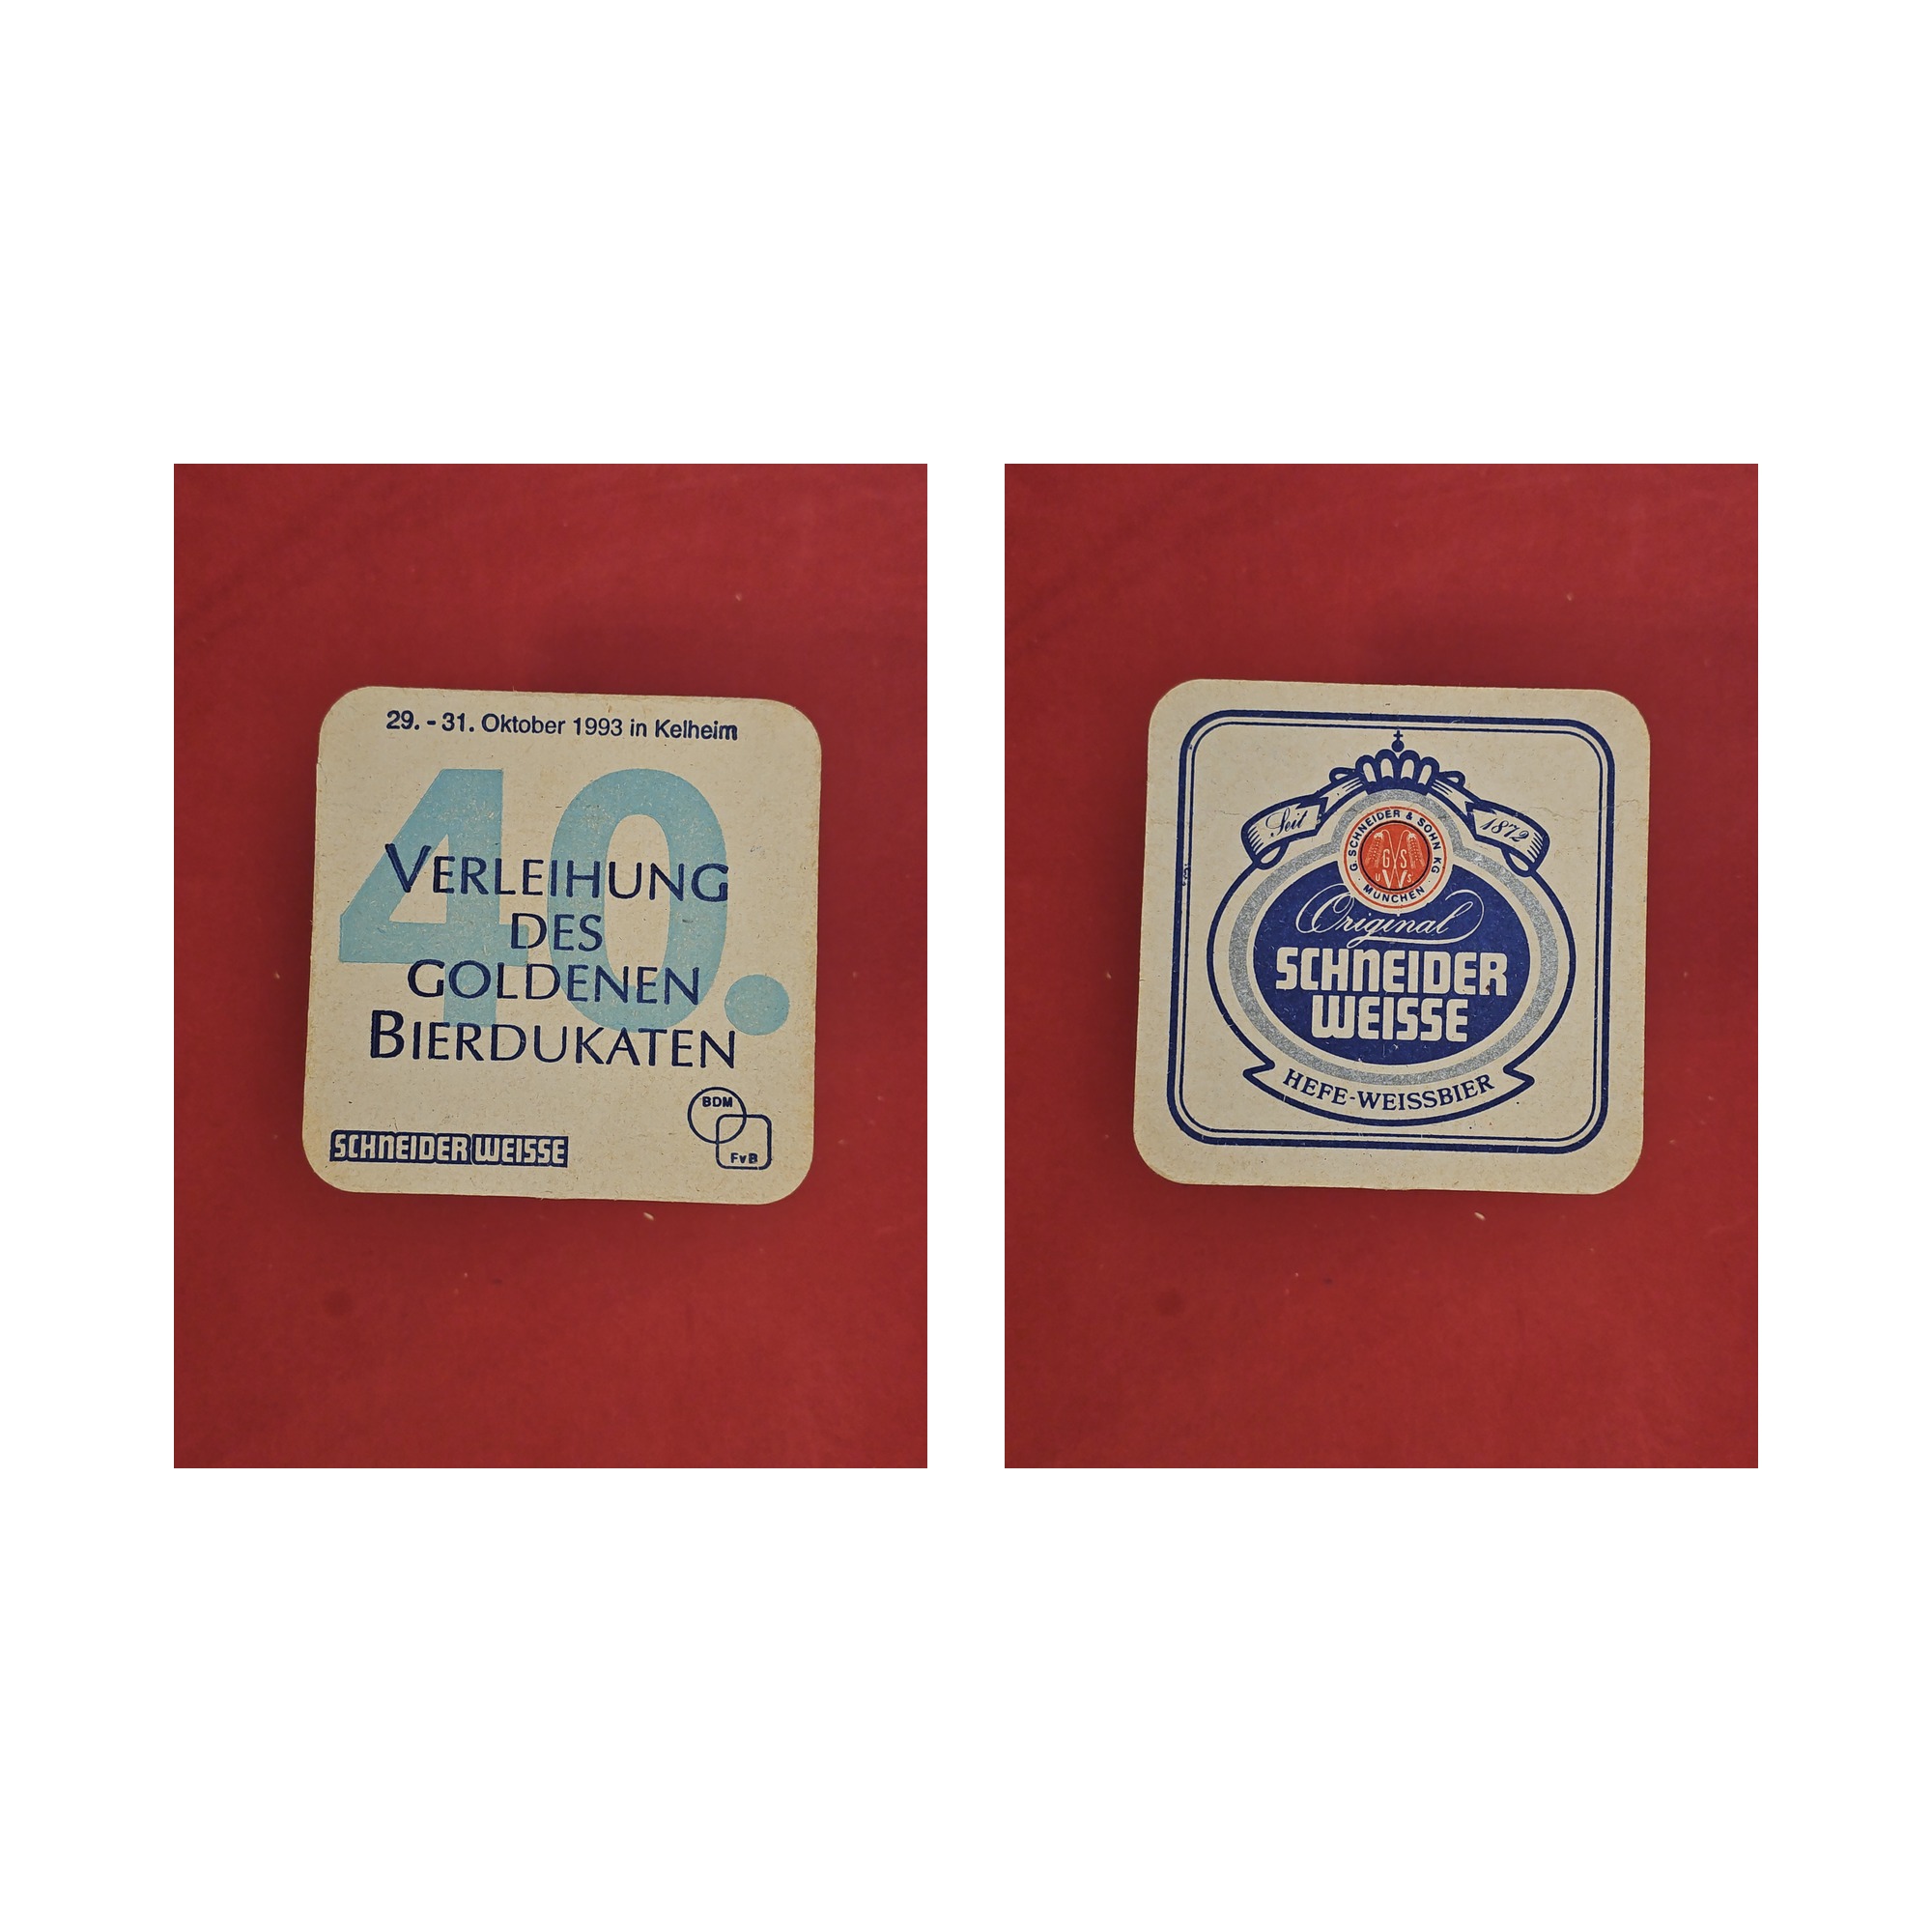 29. - 31. Oktober 1993 in Kelheim
40.
VERLEIHUNG
DES
GOLDENEN
BIERDUKATEN
BDM
FvB
SCHNEIDER WEISSE
Seit 1872
G. SCHNEIDER & SOHN KG
MÜNCHEN
G S
W
U S
Original
SCHNEIDER
WEISSE
HEFE-WEISSBIER